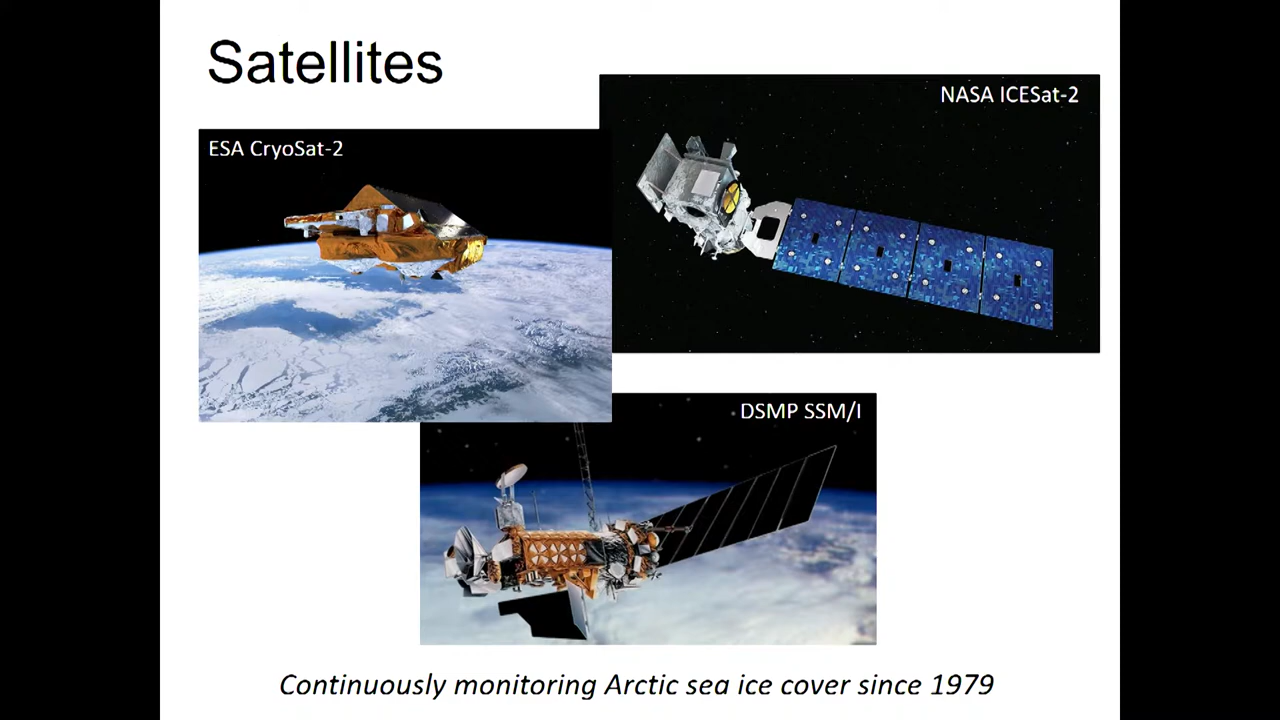 Satellites
NASA ICESat-2
ESA CryoSat-2
DSMP SSM/I
Continuously monitoring Arctic sea ice cover since 1979